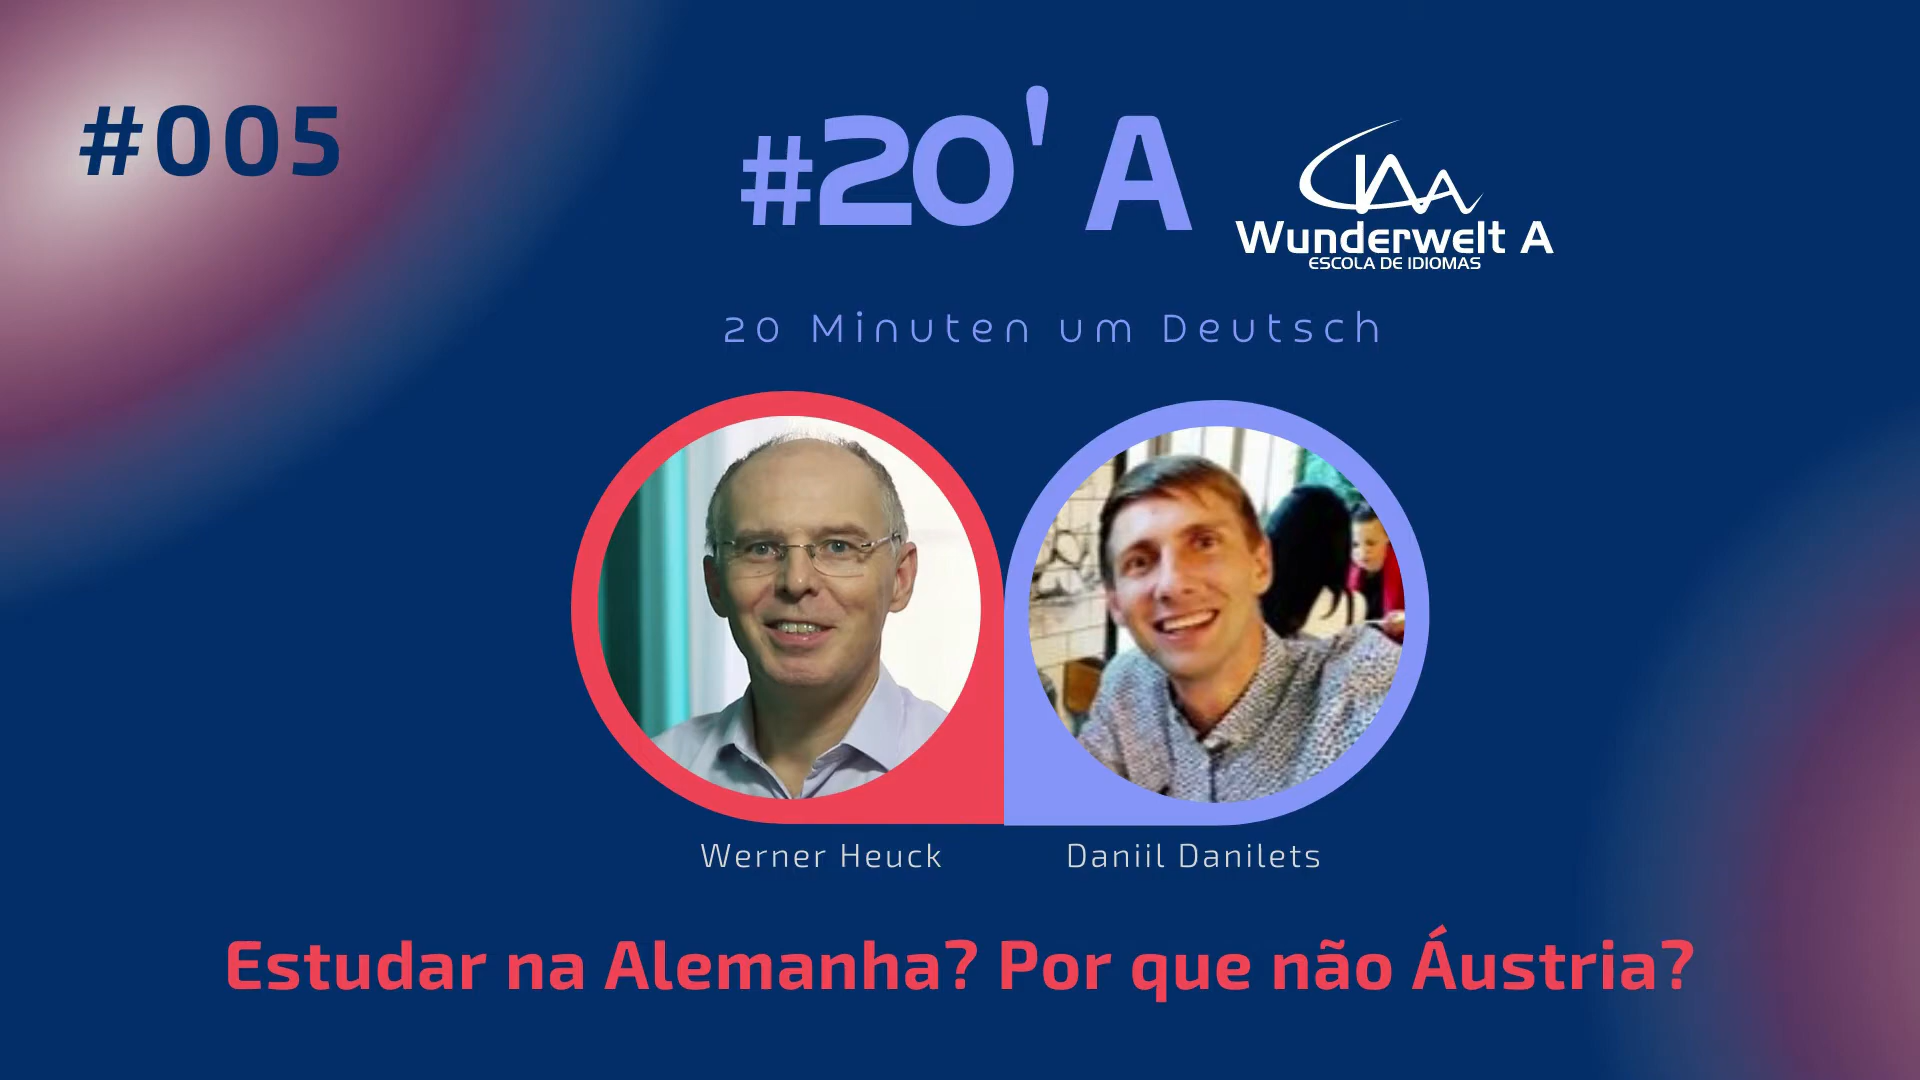 #005
#20' A
Wunderwelt A
ESCOLA DE IDIOMAS
20 Minuten um Deutsch
Werner Heuck
Daniil Danilets
Estudar na Alemanha? Por que não Áustria?